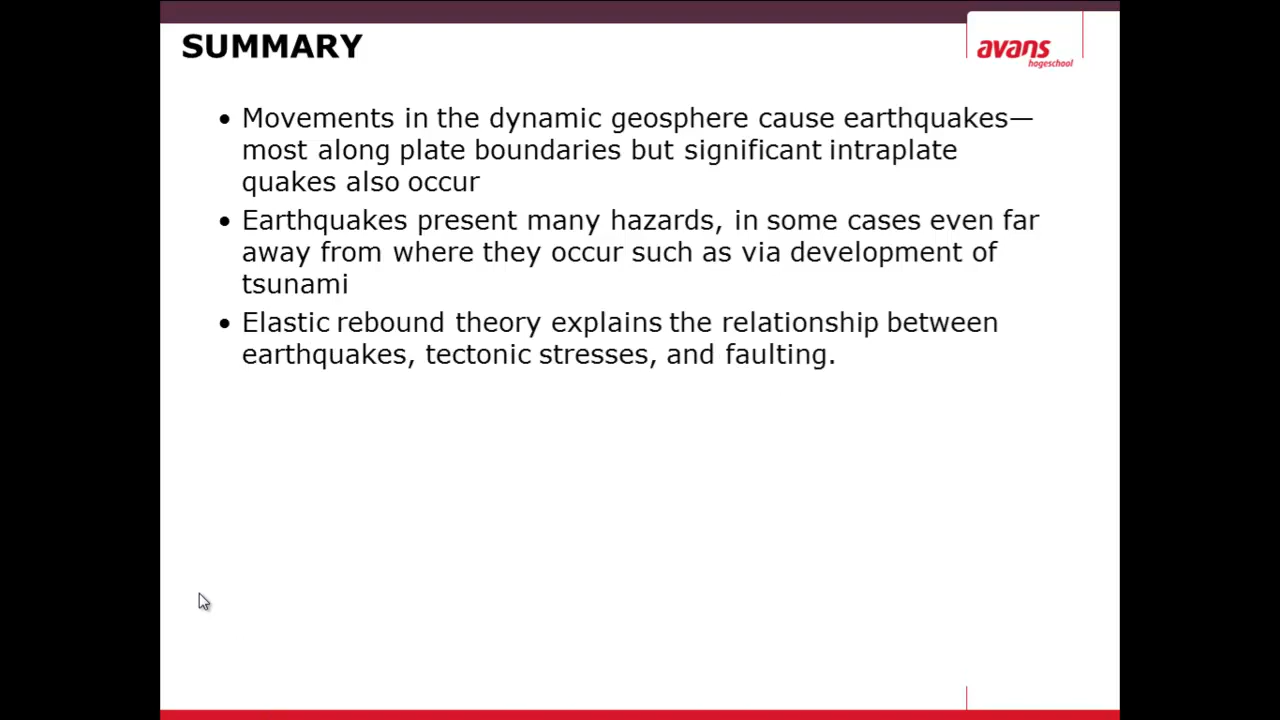 SUMMARY
avans
hogeschool
• Movements in the dynamic geosphere cause earthquakes—
most along plate boundaries but significant intraplate
quakes also occur
• Earthquakes present many hazards, in some cases even far
away from where they occur such as via development of
tsunami
• Elastic rebound theory explains the relationship between
earthquakes, tectonic stresses, and faulting.